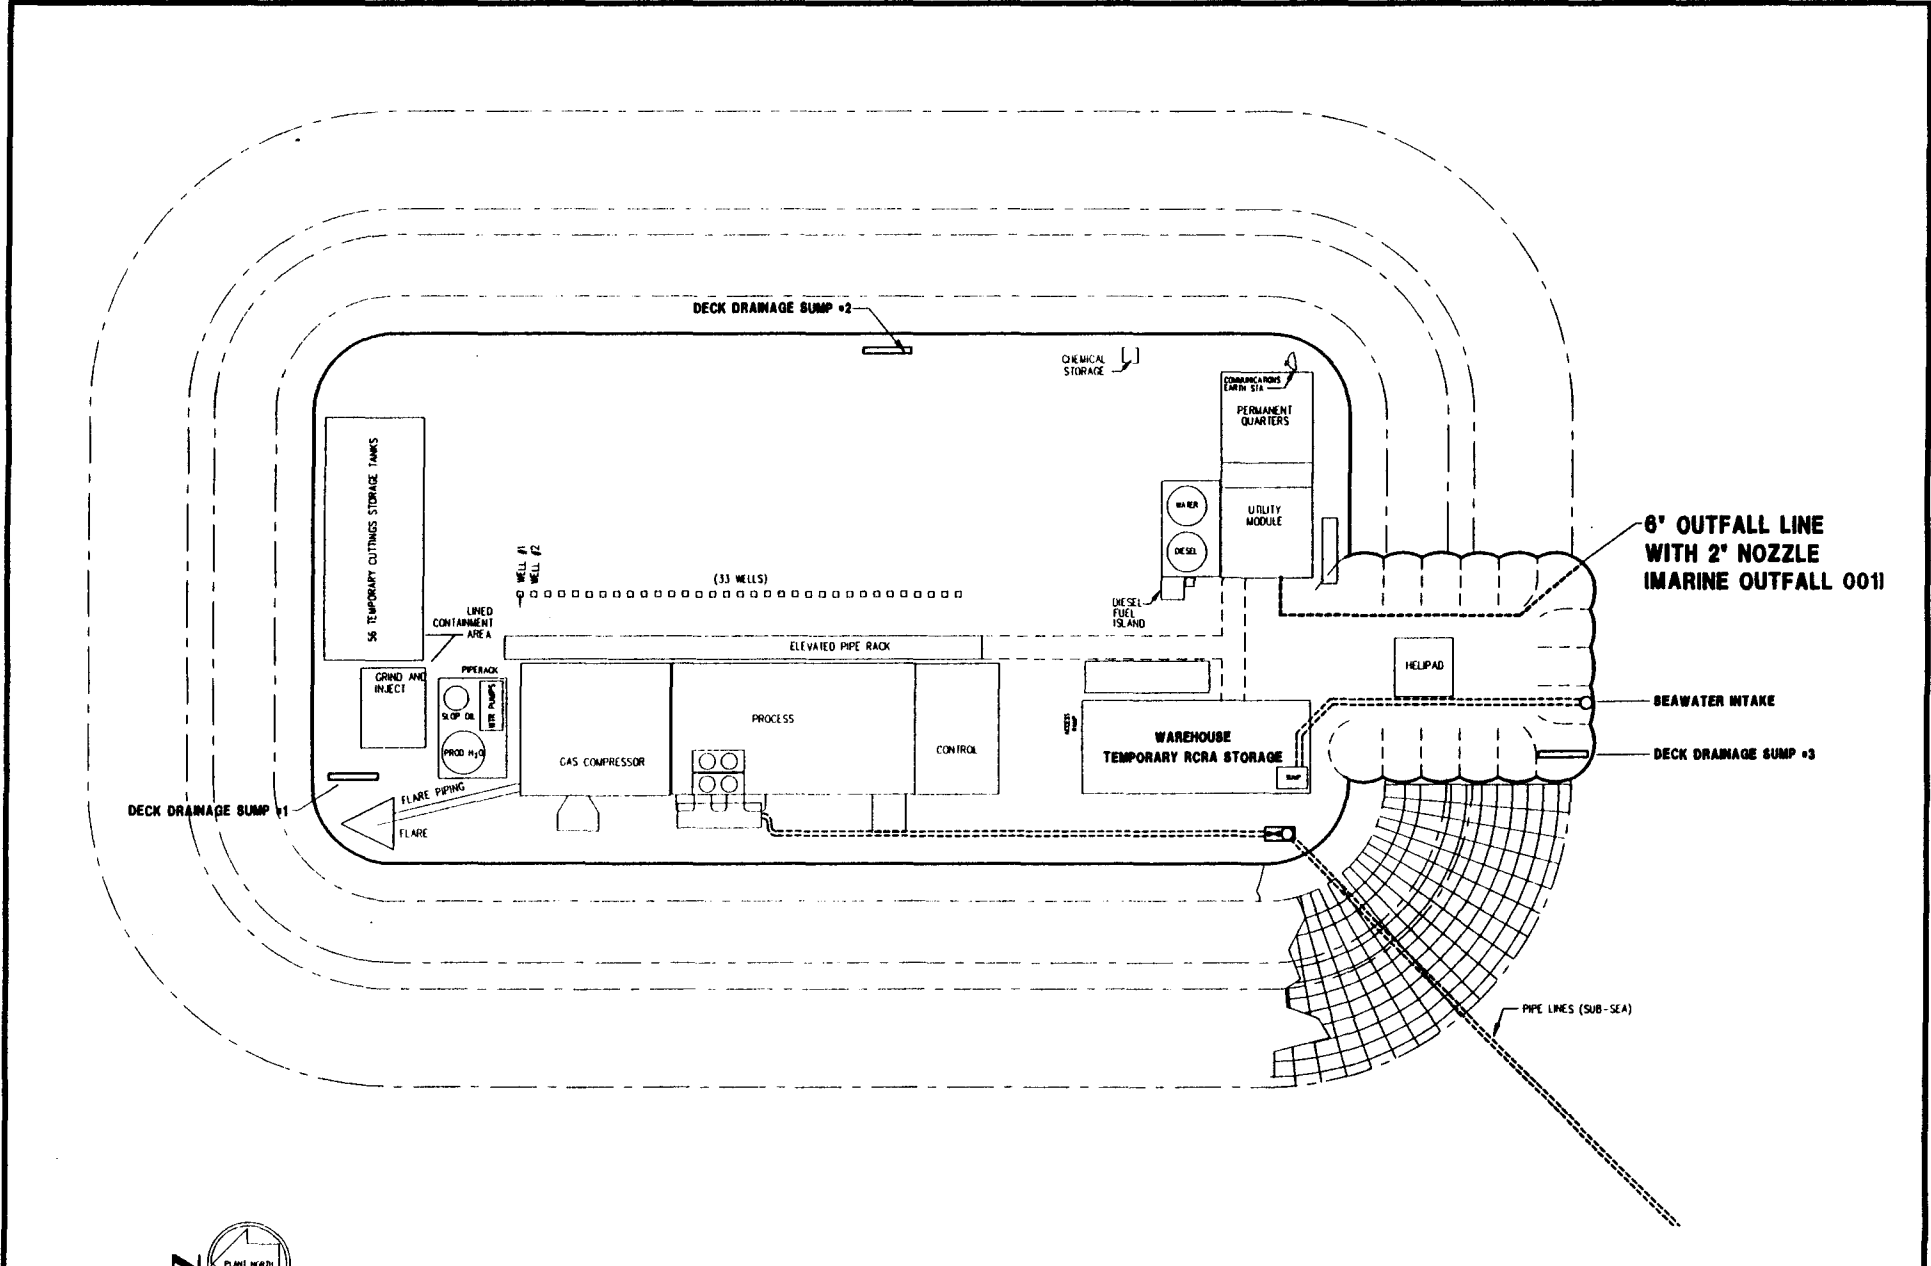 DECK DRAINAGE SUMP #2
CHEMICAL
STORAGE
COMMUNICATIONS
EARTH STA
PERMANENT
QUARTERS
56 TEMPORARY CUTTINGS STORAGE TANKS
WATER
DIESEL
UTILITY
MODULE
6" OUTFALL LINE
WITH 2" NOZZLE
(MARINE OUTFALL 001)
WELL #1
WELL #2
(33 WELLS)
DIESEL
FUEL
ISLAND
LINED
CONTAINMENT
AREA
ELEVATED PIPE RACK
HELIPAD
GRIND AND
INJECT
PIPERACK
SLOP OIL
WTR PUMPS
PROD H2O
GAS COMPRESSOR
PROCESS
CONTROL
ACCESS
WAREHOUSE
TEMPORARY RCRA STORAGE
SUMP
SEAWATER INTAKE
DECK DRAINAGE SUMP #3
FLARE PIPING
FLARE
DECK DRAINAGE SUMP #1
PIPE LINES (SUB-SEA)
PLANT NORTH